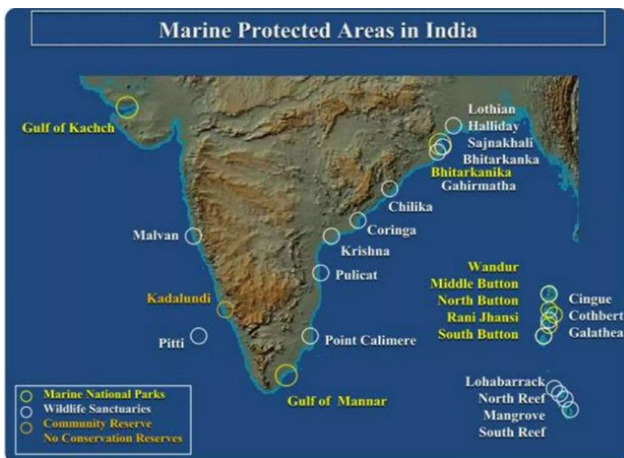 Marine Protected Areas in India
Lothian
Halliday
Gulf of Kachch
Sajnakhali
Bhitarkanka
Bhitarkanika
Gahirmatha
Chilika
Coringa
Malvan
Krishna
Pulicat
Wandur
Middle Button
North Button
Rani Jhansi
South Button
Cingue
Cothbert
Galathea
Kadalundi
Pitti
Point Calimere
Gulf of Mannar
Lohabarrack
North Reef
Mangrove
South Reef
Marine National Parks
Wildlife Sanctuaries
Community Reserve
No Conservation Reserves